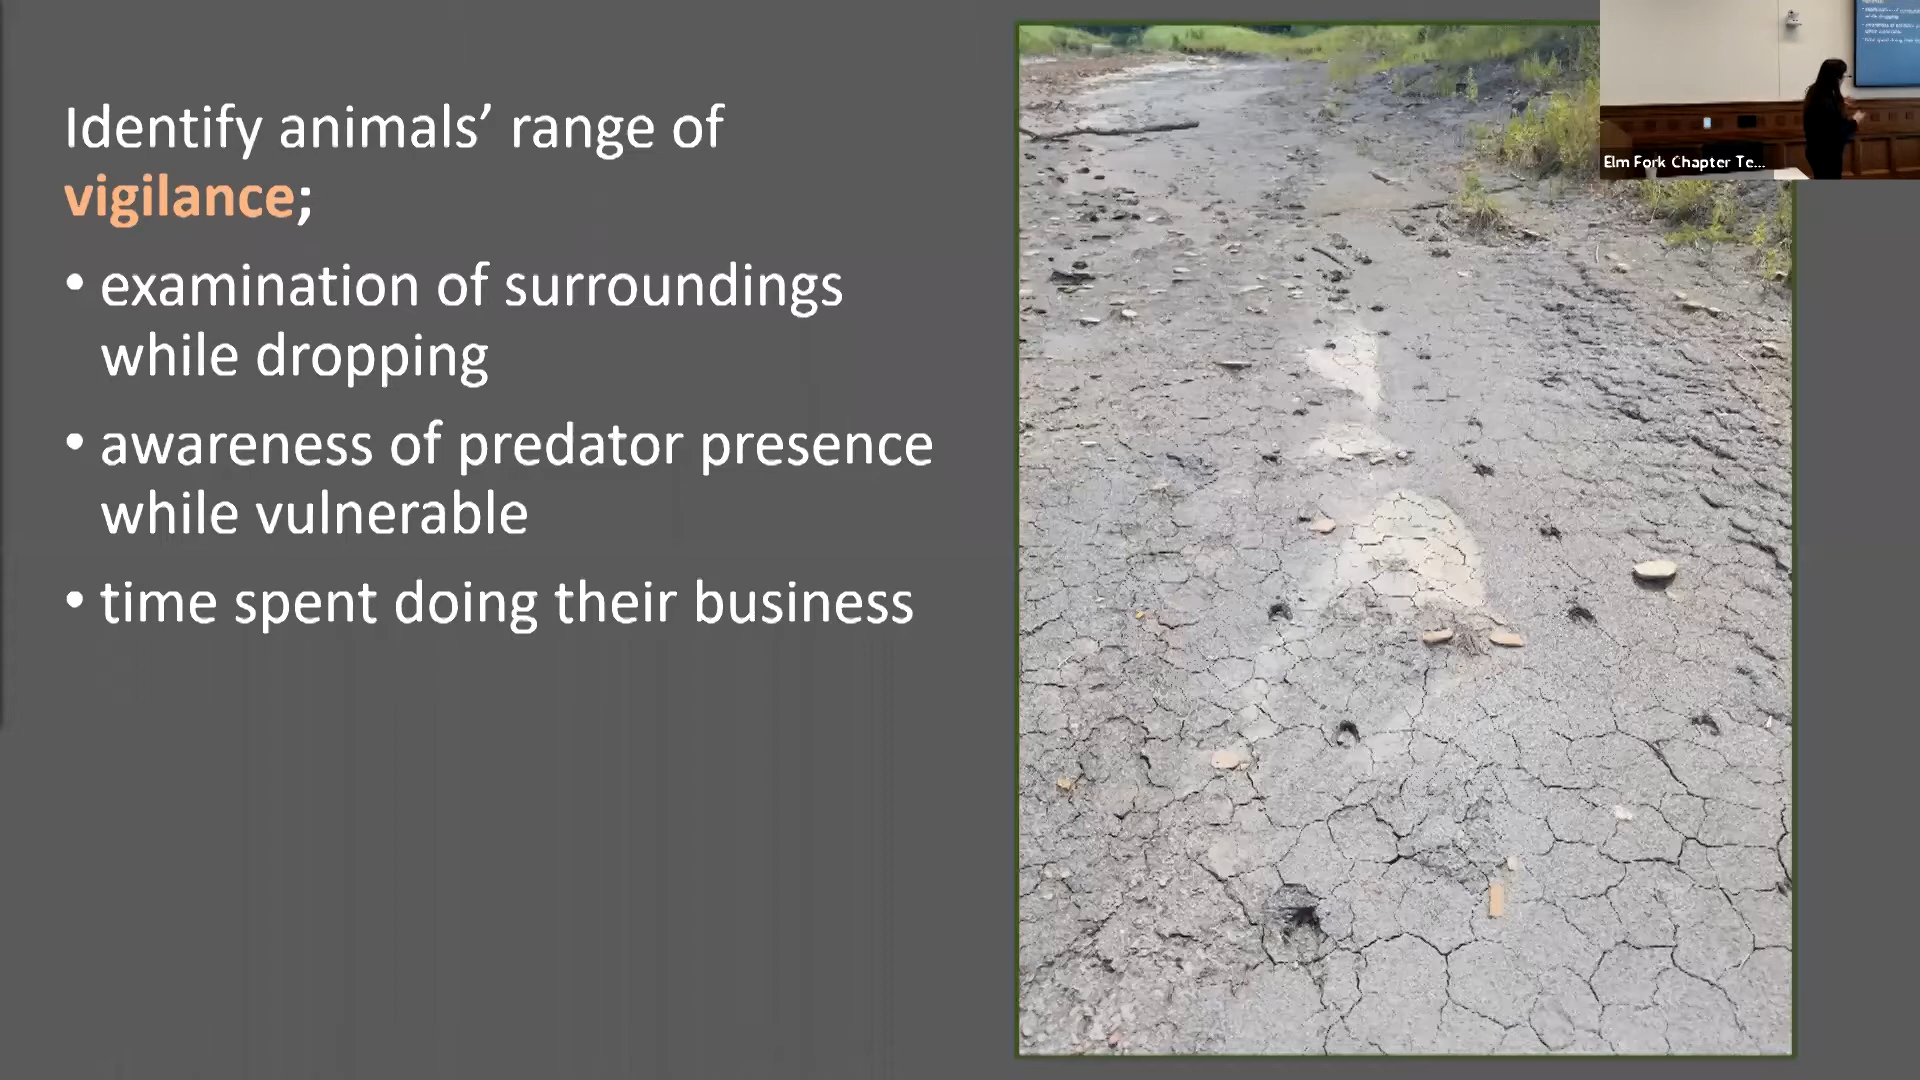 Identify animals’ range of
vigilance;
• examination of surroundings
while dropping
• awareness of predator presence
while vulnerable
• time spent doing their business
Elm Fork Chapter Te...